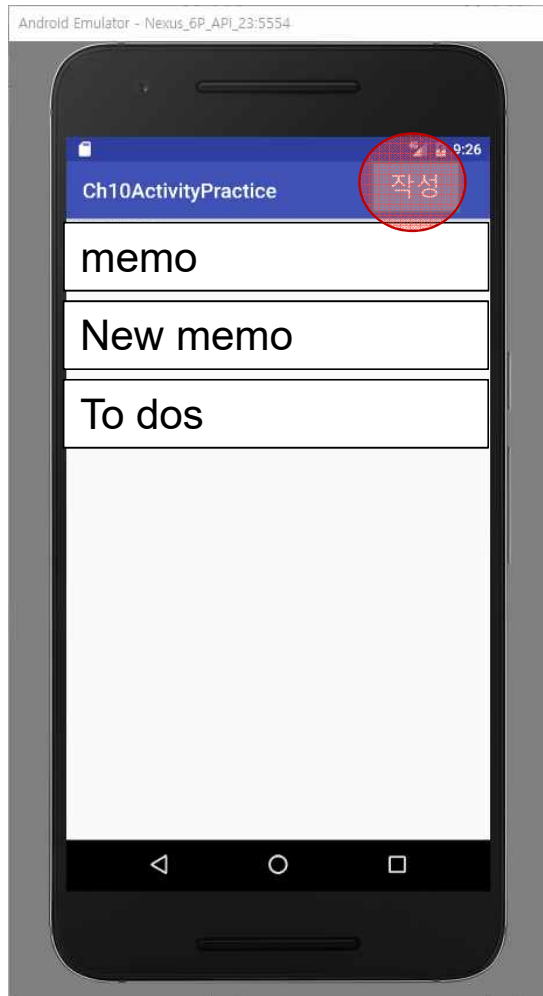 Android Emulator - Nexus_6P_API_23:5554
9:26
Ch10ActivityPractice
작성
memo
New memo
To dos